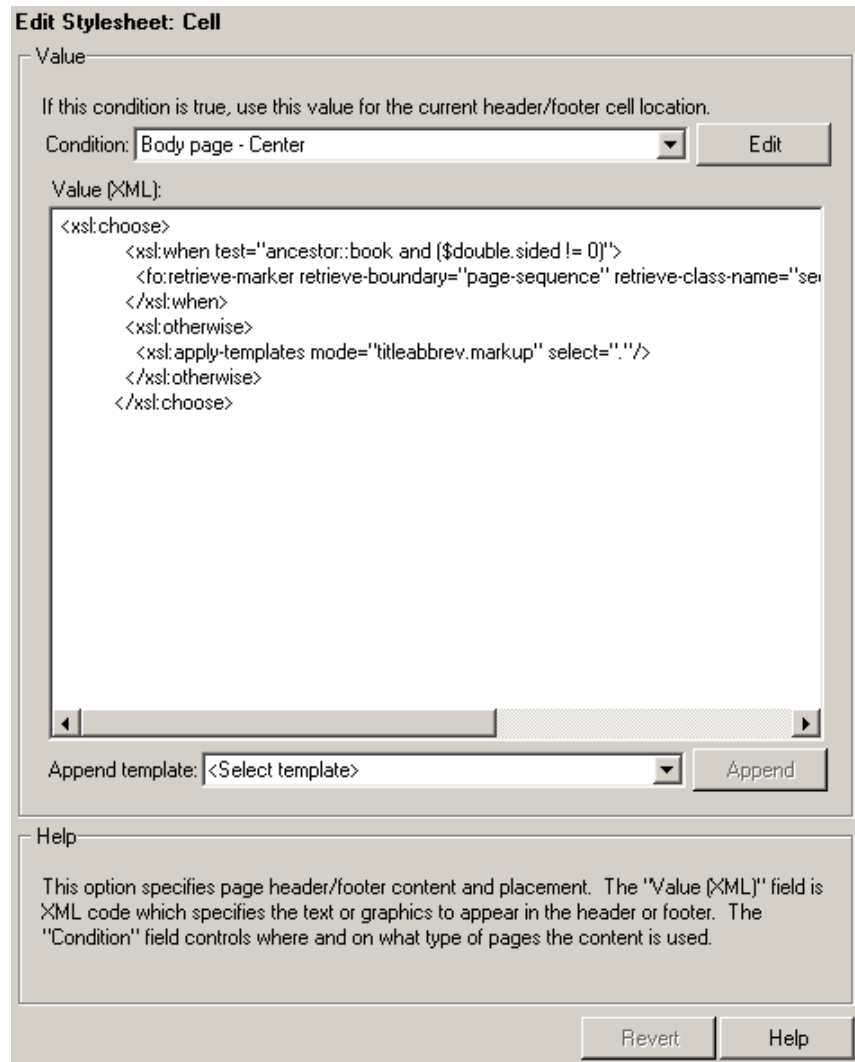 Edit Stylesheet: Cell
Value
If this condition is true, use this value for the current header/footer cell location.
Condition: Body page - Center Edit
Value (XML):
<xsl:choose>
<xsl:when test="ancestor::book and ($double.sided != 0)">
<fo:retrieve-marker retrieve-boundary="page-sequence" retrieve-class-name="sec
</xsl:when>
<xsl:otherwise>
<xsl:apply-templates mode="titleabbrev.markup" select="."/>
</xsl:otherwise>
</xsl:choose>
Append template: <Select template> Append
Help
This option specifies page header/footer content and placement. The "Value (XML)" field is
XML code which specifies the text or graphics to appear in the header or footer. The
"Condition" field controls where and on what type of pages the content is used.
Revert Help